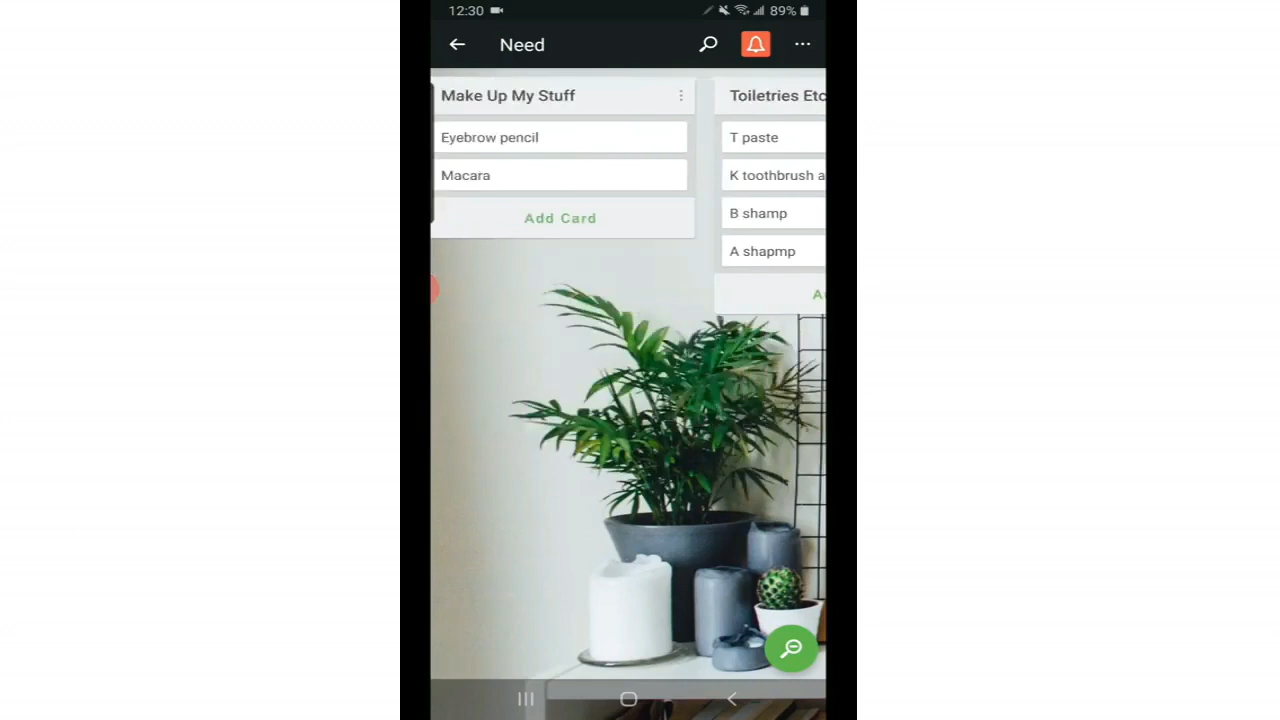 12:30
89%
Need
Make Up My Stuff
Eyebrow pencil
Macara
Add Card
Toiletries Etc
T paste
K toothbrush a
B shamp
A shapmp
A